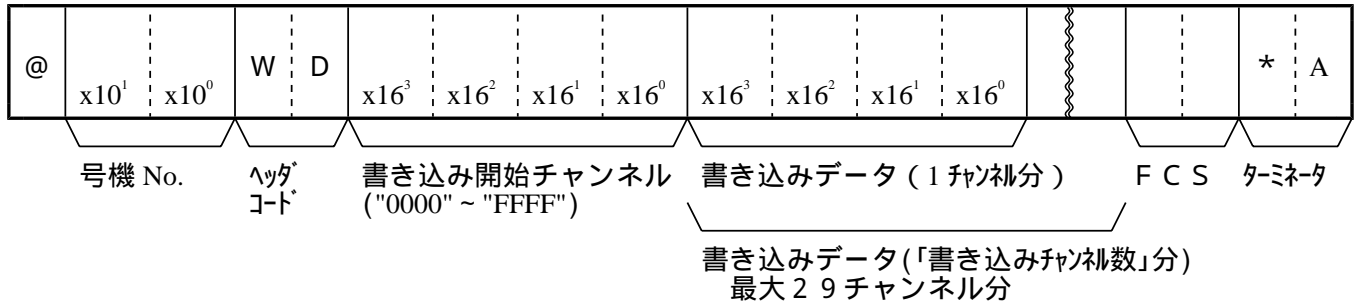 @ x10¹ x10⁰ W D x16³ x16² x16¹ x16⁰ x16³ x16² x16¹ x16⁰ * A
号機 No. ﾍｯﾀﾞ 書き込み開始チャンネル 書き込みデータ ( 1 ﾁｬﾝﾈﾙ分 ) ＦＣＳ ﾀｰﾐﾈｰﾀ
ｺｰﾄﾞ ("0000" ~ "FFFF")
書き込みデータ(「書き込みﾁｬﾝﾈﾙ数」分)
最大２９チャンネル分